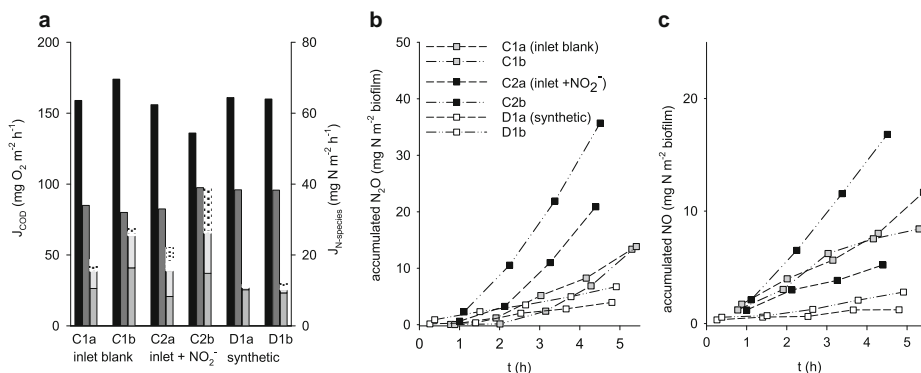 a
200
150
100
50
0
J_COD (mg O₂ m⁻² h⁻¹)
80
60
40
20
0
J_N-species (mg N m⁻² h⁻¹)
C1a C1b C2a C2b D1a D1b
inlet blank inlet + NO₂⁻ synthetic
b
50
40
30
20
10
0
accumulated N₂O (mg N m⁻² biofilm)
C1a (inlet blank)
C1b
C2a (inlet +NO₂⁻)
C2b
D1a (synthetic)
D1b
0 1 2 3 4 5
t (h)
c
20
10
0
accumulated NO (mg N m⁻² biofilm)
0 1 2 3 4 5
t (h)